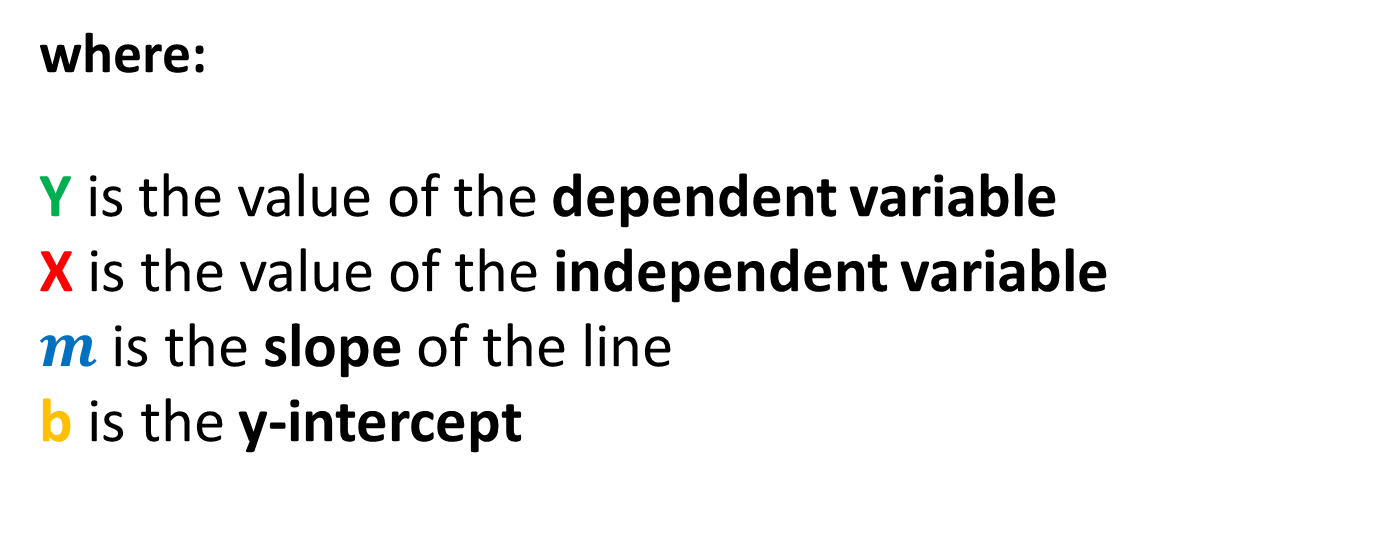 where:
Y is the value of the dependent variable
X is the value of the independent variable
m is the slope of the line
b is the y-intercept